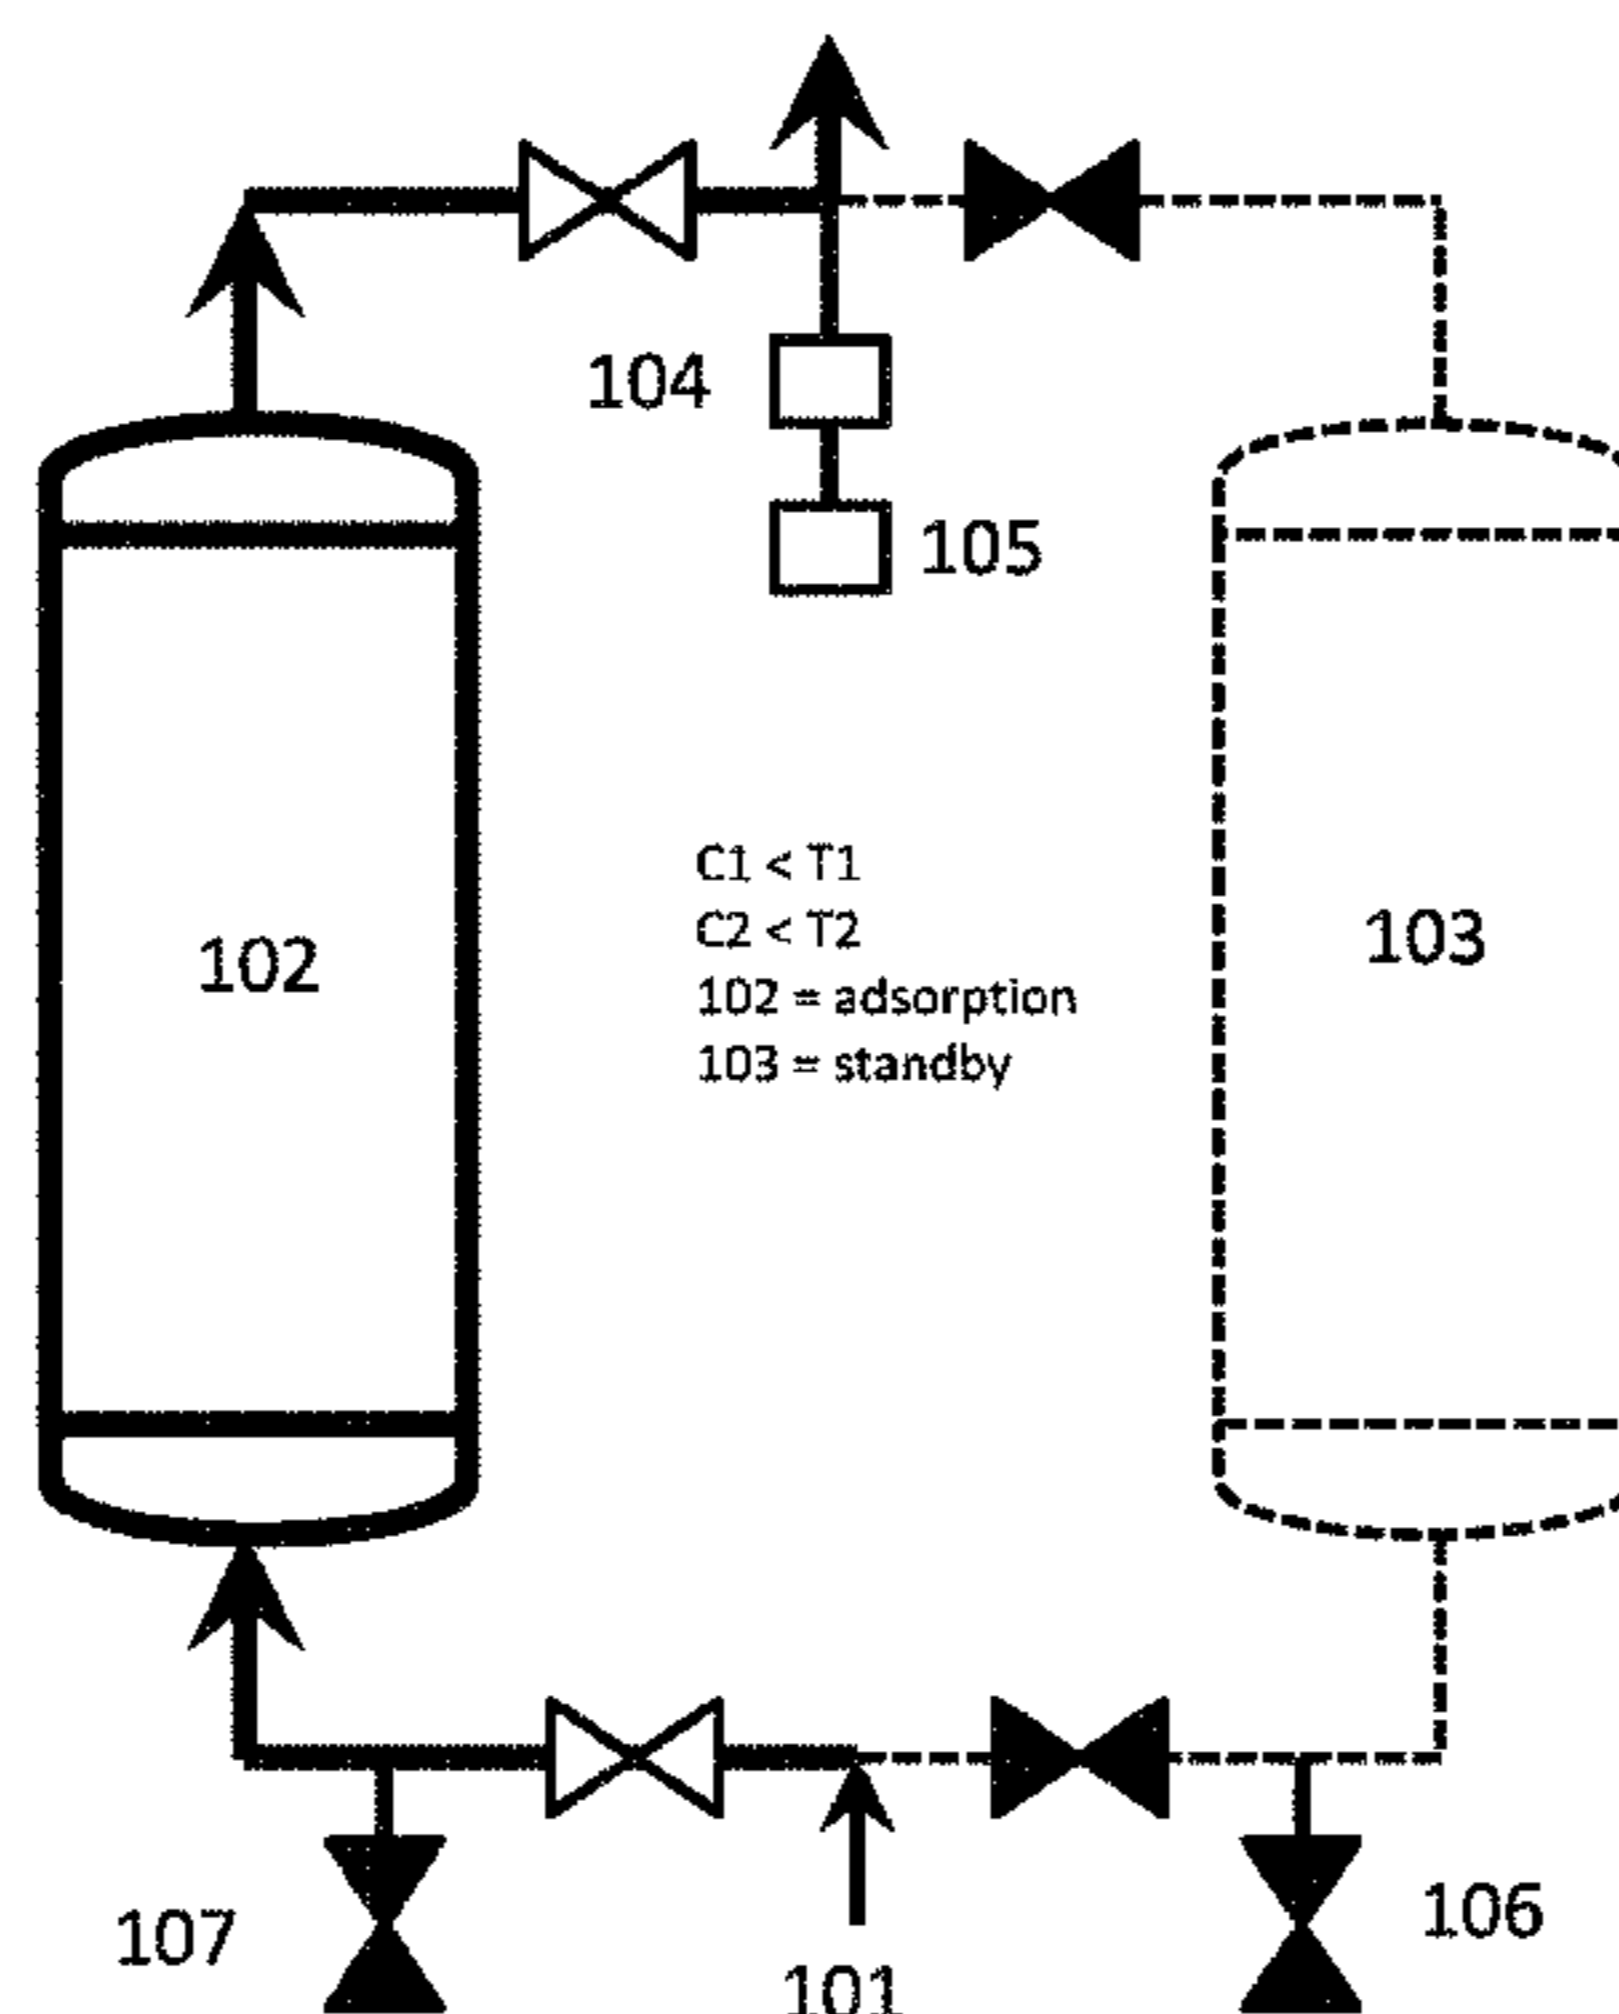 104
105
C1 < T1
C2 < T2
102 = adsorption
103 = standby
102
103
107
101
106